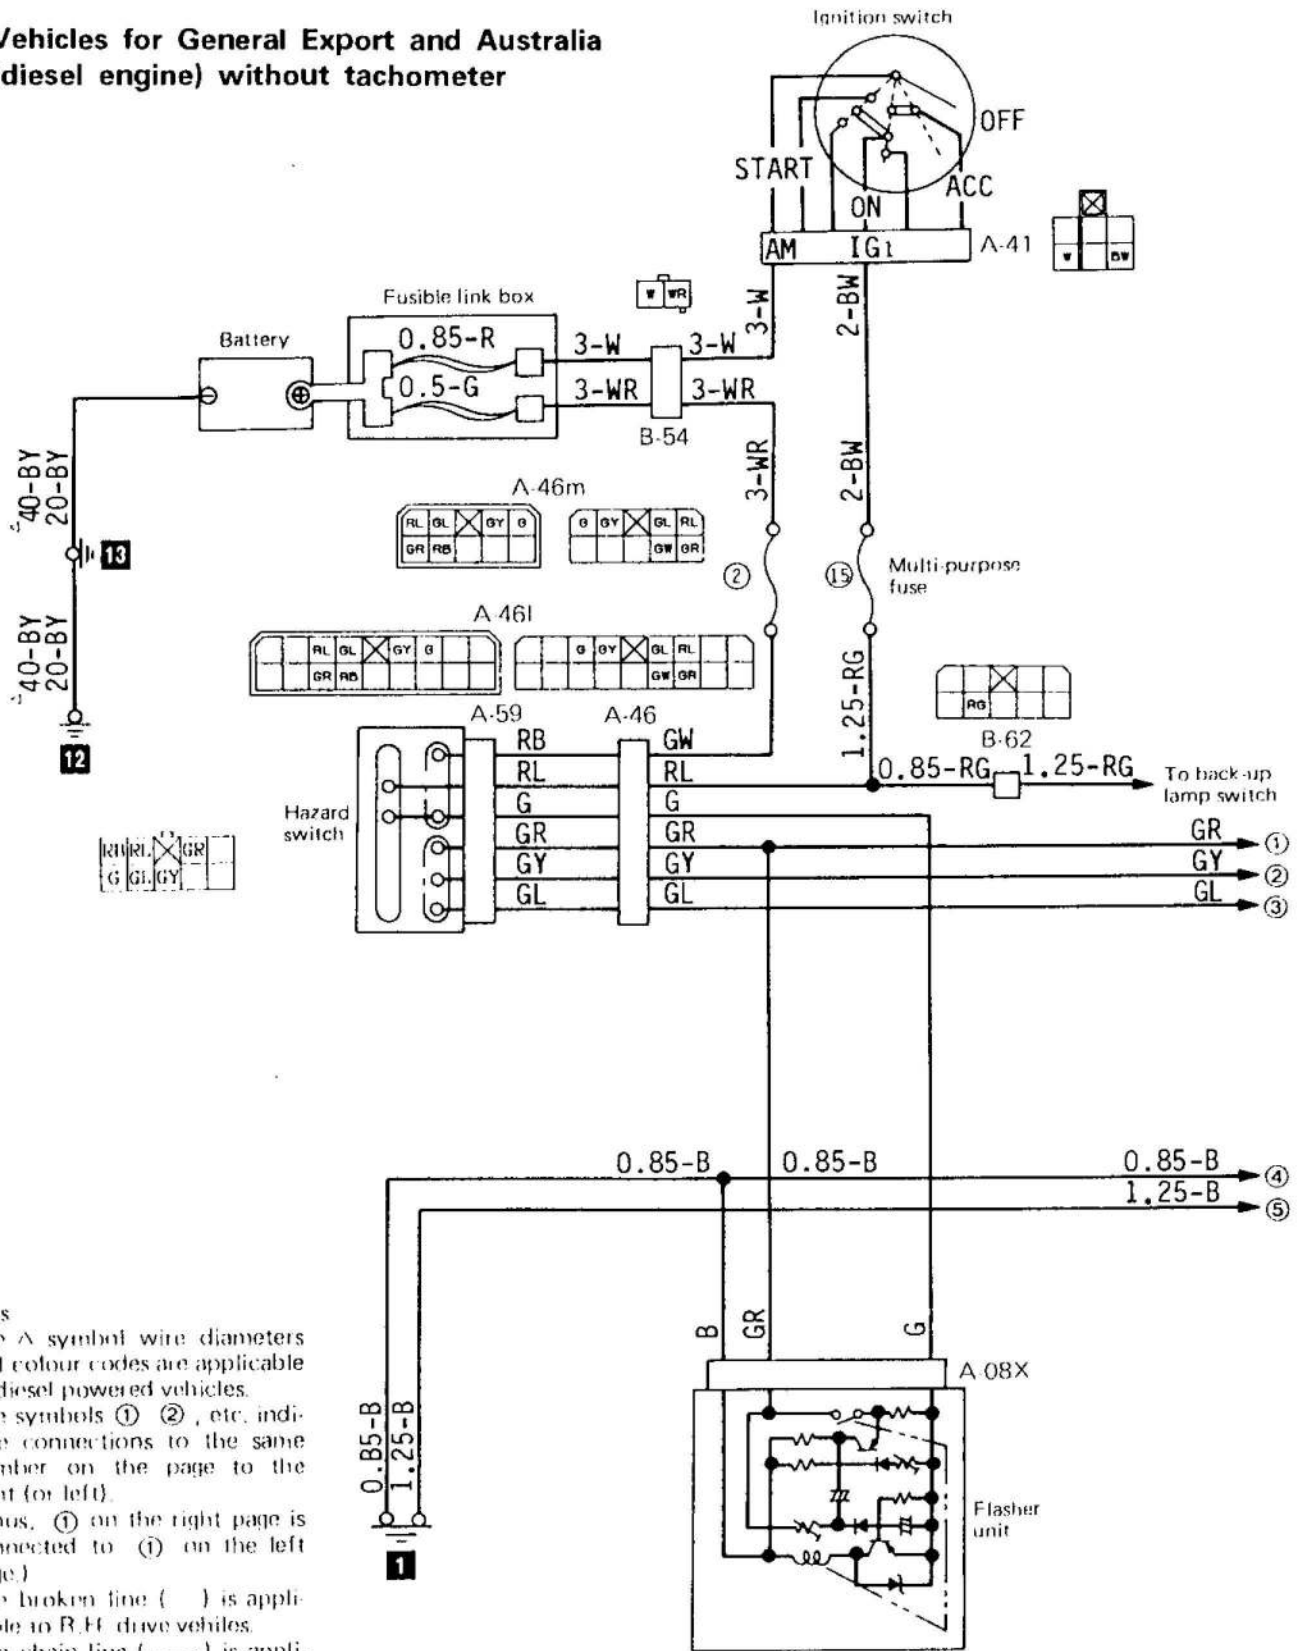 Vehicles for General Export and Australia
diesel engine) without tachometer
Ignition switch
OFF
START
ACC
ON
AM IG1
A-41
W BW
W WR
Fusible link box
Battery
0.85-R
0.5-G
3-W
3-W
3-W
2-BW
3-WR
3-WR
B-54
40-BY
20-BY
13
3-WR
2-BW
A-46m
RL GL GY G
GR RB
G GY GL RL
GW GR
2
15
Multi-purpose
fuse
A-46l
RL GL GY G
GR RB
G GY GL RL
GW GR
40-BY
20-BY
12
1.25-RG
RG
B-62
A-59
A-46
RB GW
RL RL
G G
GR GR
GY GY
GL GL
0.85-RG
1.25-RG
To back-up
lamp switch
Hazard
switch
GR
1
GY
2
GL
3
RB RL GR
G GL GY
0.85-B
0.85-B
0.85-B
4
1.25-B
5
B
GR
G
A-08X
0.85-B
1.25-B
1
Flasher
unit
symbol wire diameters
colour codes are applicable
diesel powered vehicles.
symbols ① ② , etc. indi-
connections to the same
on the page to the
(or left).
① on the right page is
to ① on the left
broken line ( ) is appli-
to R.H. drive vehiles.
chain line ( ) is appli-